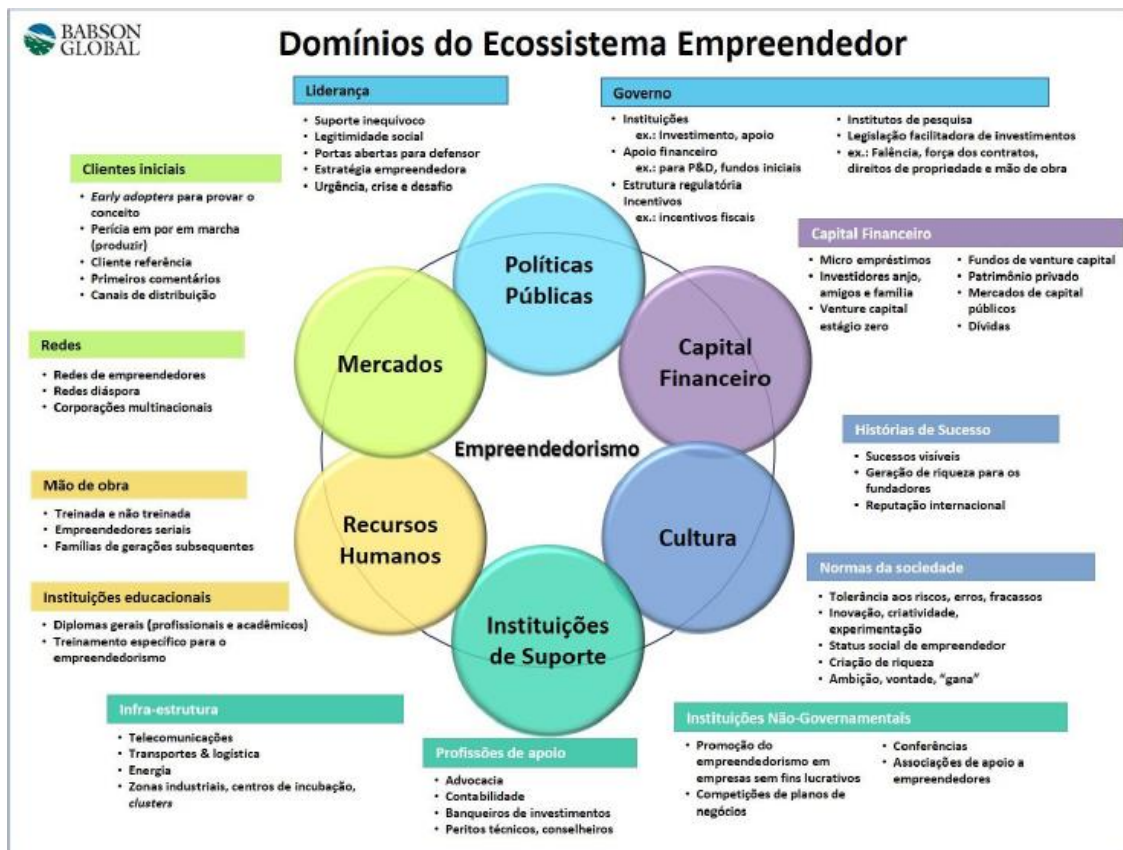 BABSON
GLOBAL
Domínios do Ecossistema Empreendedor
Liderança
• Suporte inequívoco
• Legitimidade social
• Portas abertas para defensor
• Estratégia empreendedora
• Urgência, crise e desafio
Governo
• Instituições
ex.: Investimento, apoio
• Apoio financeiro
ex.: para P&D, fundos iniciais
• Estrutura regulatória
Incentivos
ex.: incentivos fiscais
• Institutos de pesquisa
• Legislação facilitadora de investimentos
• ex.: Falência, força dos contratos,
direitos de propriedade e mão de obra
Clientes iniciais
• Early adopters para provar o
conceito
• Perícia em por em marcha
(produzir)
• Cliente referência
• Primeiros comentários
• Canais de distribuição
Capital Financeiro
• Micro empréstimos
• Investidores anjo,
amigos e família
• Venture capital
estágio zero
• Fundos de venture capital
• Patrimônio privado
• Mercados de capital
públicos
• Dívidas
Políticas
Públicas
Mercados
Capital
Financeiro
Redes
• Redes de empreendedores
• Redes diáspora
• Corporações multinacionais
Empreendedorismo
Histórias de Sucesso
• Sucessos visíveis
• Geração de riqueza para os
fundadores
• Reputação internacional
Mão de obra
• Treinada e não treinada
• Empreendedores seriais
• Famílias de gerações subsequentes
Recursos
Humanos
Cultura
Normas da sociedade
• Tolerância aos riscos, erros, fracassos
• Inovação, criatividade,
experimentação
• Status social de empreendedor
• Criação de riqueza
• Ambição, vontade, “gana”
Instituições educacionais
• Diplomas gerais (profissionais e acadêmicos)
• Treinamento específico para o
empreendedorismo
Instituições
de Suporte
Infra-estrutura
• Telecomunicações
• Transportes & logística
• Energia
• Zonas industriais, centros de incubação,
clusters
Profissões de apoio
• Advocacia
• Contabilidade
• Banqueiros de investimentos
• Peritos técnicos, conselheiros
Instituições Não-Governamentais
• Promoção do
empreendedorismo em
empresas sem fins lucrativos
• Competições de planos de
negócios
• Conferências
• Associações de apoio a
empreendedores